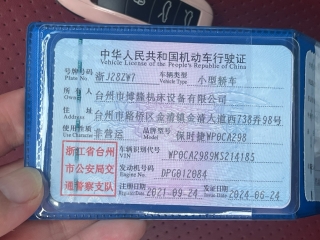 中华人民共和国机动车行驶证
Vehicle License of the People's Republic of China
号牌号码 浙J28ZW7 车辆类型 小型轿车
Plate No. Vehicle Type
所有人 台州市博隆机床设备有限公司
Owner
住址 台州市路桥区金清镇金清大道西738弄98号
Address
使用性质 非营运 品牌型号 保时捷WP0CA298
Use Character Model
浙江省台州
市公安局交
通警察支队
车辆识别代号 WP0CA2989MS214185
VIN
发动机号码 DPG012084
Engine No.
注册日期 2021-09-24 发证日期 2024-06-24
Register Date Issue Date